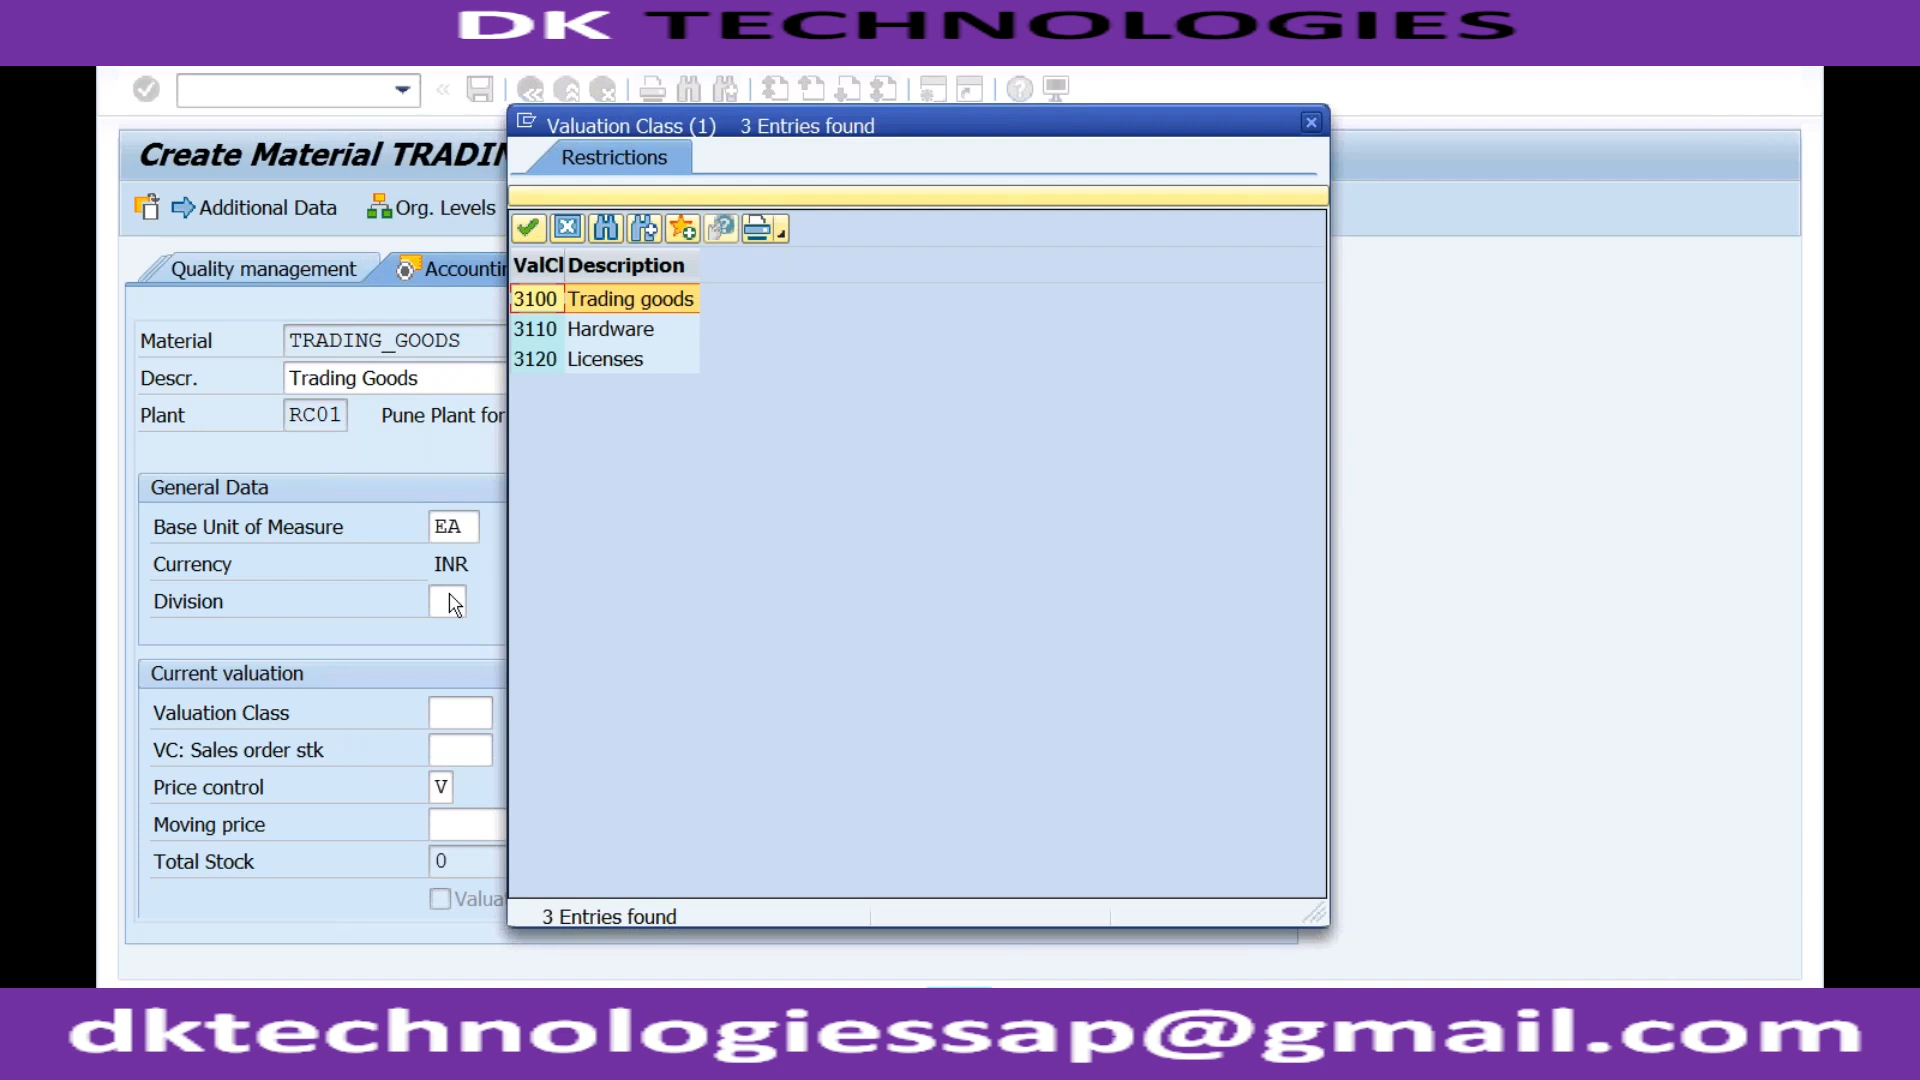 DK TECHNOLOGIES
Valuation Class (1) 3 Entries found
Create Material TRADIN
Restrictions
Additional Data Org. Levels
ValCl Description
Quality management Accountin
3100 Trading goods
3110 Hardware
3120 Licenses
Material TRADING_GOODS
Descr. Trading Goods
Plant RC01 Pune Plant for
General Data
Base Unit of Measure EA
Currency INR
Division
Current valuation
Valuation Class
VC: Sales order stk
Price control V
Moving price
Total Stock 0
Valua
3 Entries found
dktechnologiessap@gmail.com